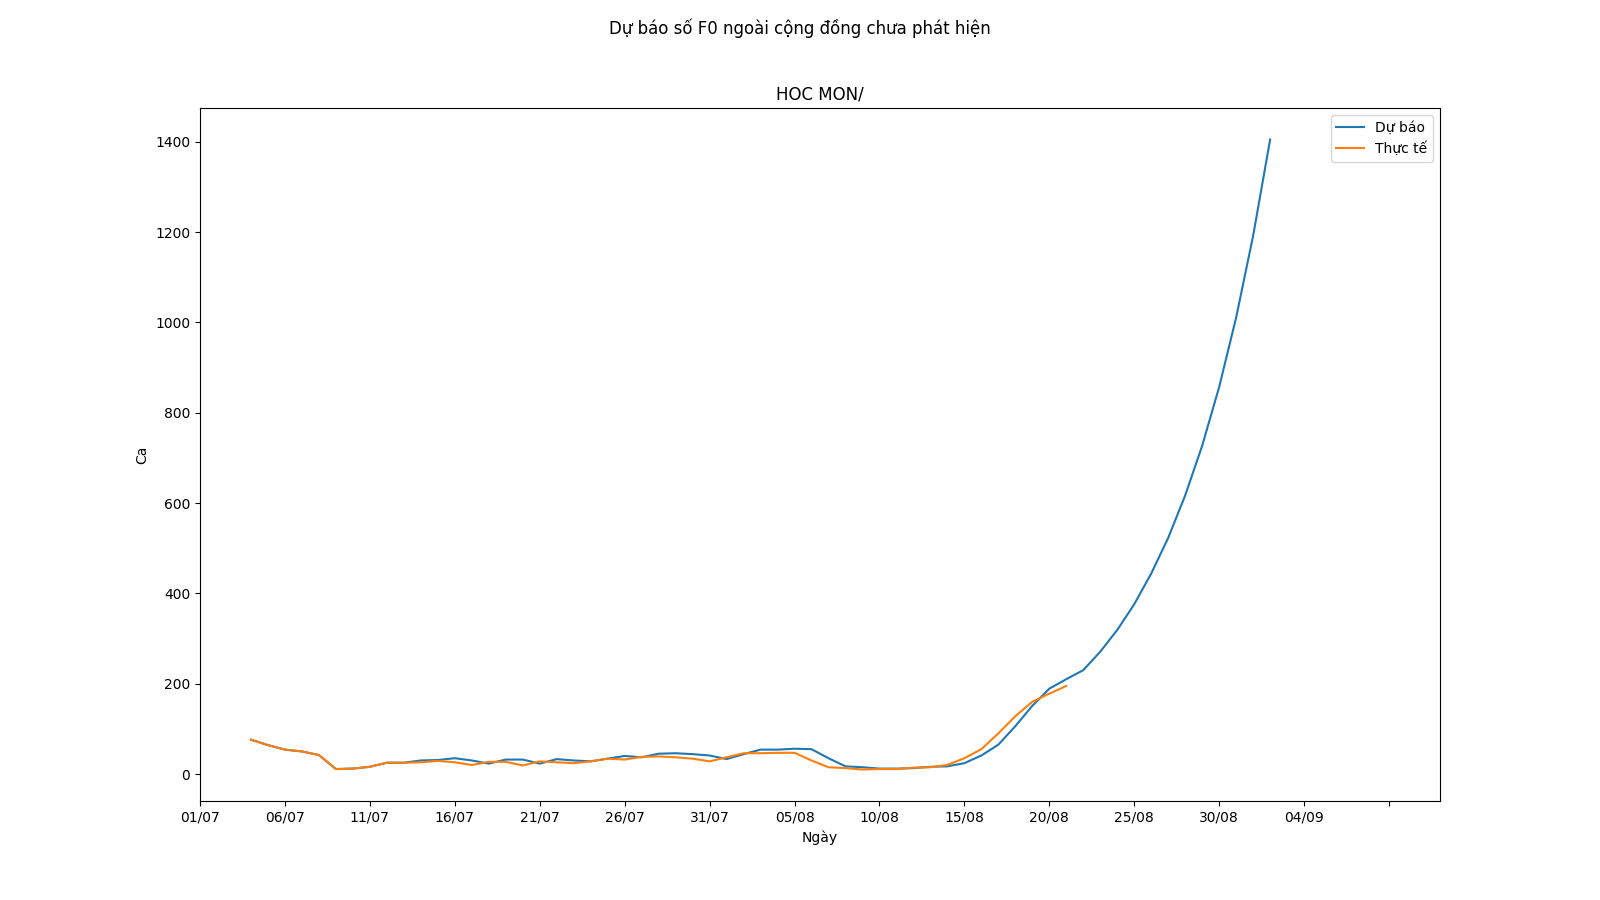 Dự báo số F0 ngoài cộng đồng chưa phát hiện
HOC MON/
Dự báo
Thực tế
1400
1200
1000
800
600
400
200
0
Ca
01/07 06/07 11/07 16/07 21/07 26/07 31/07 05/08 10/08 15/08 20/08 25/08 30/08 04/09
Ngày